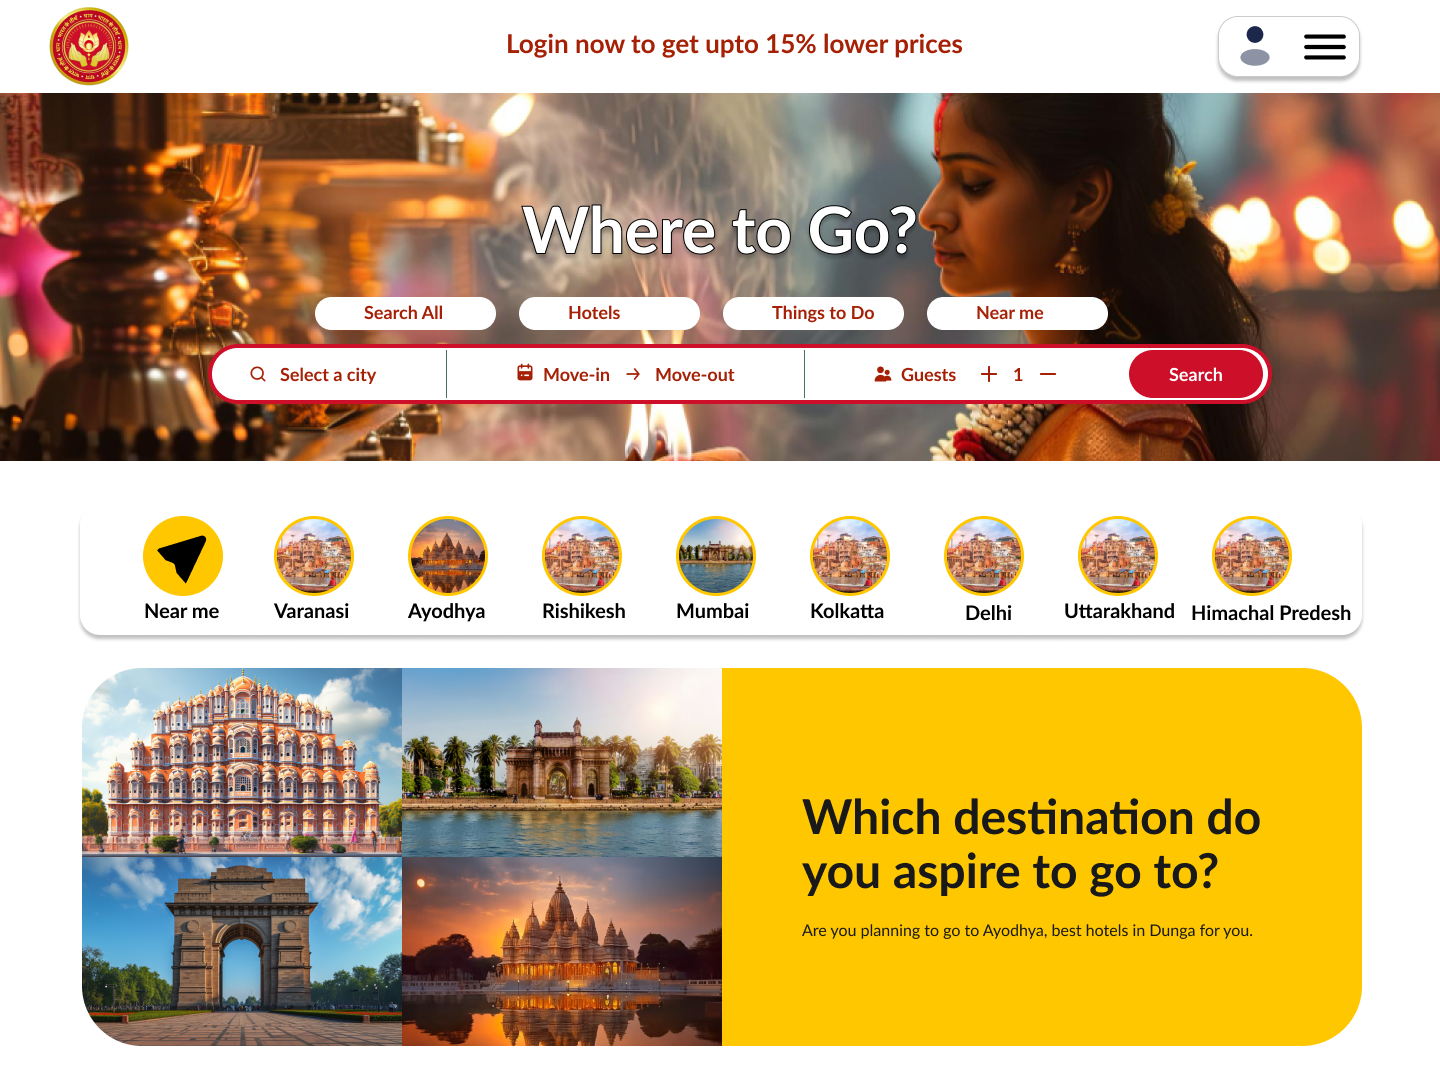 Login now to get upto 15% lower prices
Where to Go?
Search All
Hotels
Things to Do
Near me
Select a city
Move-in
Move-out
Guests
1
Search
Near me
Varanasi
Ayodhya
Rishikesh
Mumbai
Kolkatta
Delhi
Uttarakhand
Himachal Predesh
Which destination do
you aspire to go to?
Are you planning to go to Ayodhya, best hotels in Dunga for you.